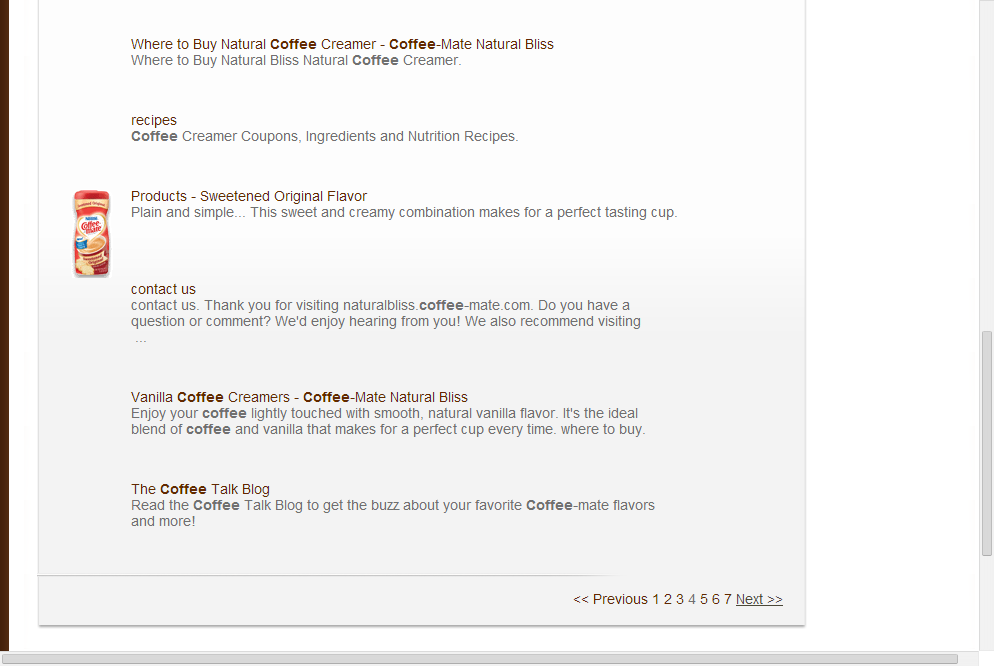 Where to Buy Natural Coffee Creamer - Coffee-Mate Natural Bliss
Where to Buy Natural Bliss Natural Coffee Creamer.
recipes
Coffee Creamer Coupons, Ingredients and Nutrition Recipes.
Products - Sweetened Original Flavor
Plain and simple... This sweet and creamy combination makes for a perfect tasting cup.
Coffee-mate
contact us
contact us. Thank you for visiting naturalbliss.coffee-mate.com. Do you have a
question or comment? We'd enjoy hearing from you! We also recommend visiting
...
Vanilla Coffee Creamers - Coffee-Mate Natural Bliss
Enjoy your coffee lightly touched with smooth, natural vanilla flavor. It's the ideal
blend of coffee and vanilla that makes for a perfect cup every time. where to buy.
The Coffee Talk Blog
Read the Coffee Talk Blog to get the buzz about your favorite Coffee-mate flavors
and more!
<< Previous 1 2 3 4 5 6 7 Next >>